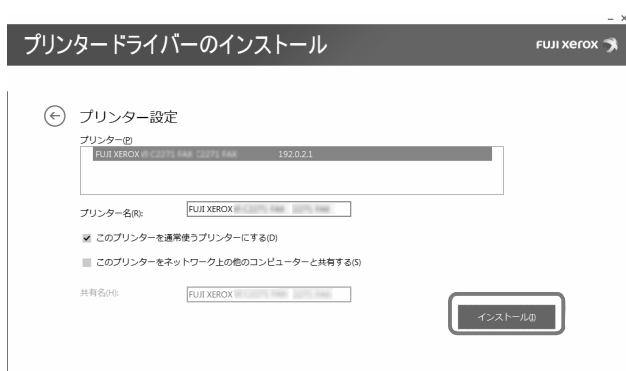 プリンタードライバーのインストール
FUJI xerox
プリンター設定
プリンター(P)
FUJI XEROX C2271 FAX C2271 FAX 192.0.2.1
プリンター名(R):
FUJI XEROX
このプリンターを通常使うプリンターにする(D)
このプリンターをネットワーク上の他のコンピューターと共有する(S)
共有名(H):
FUJI XEROX
インストール(I)